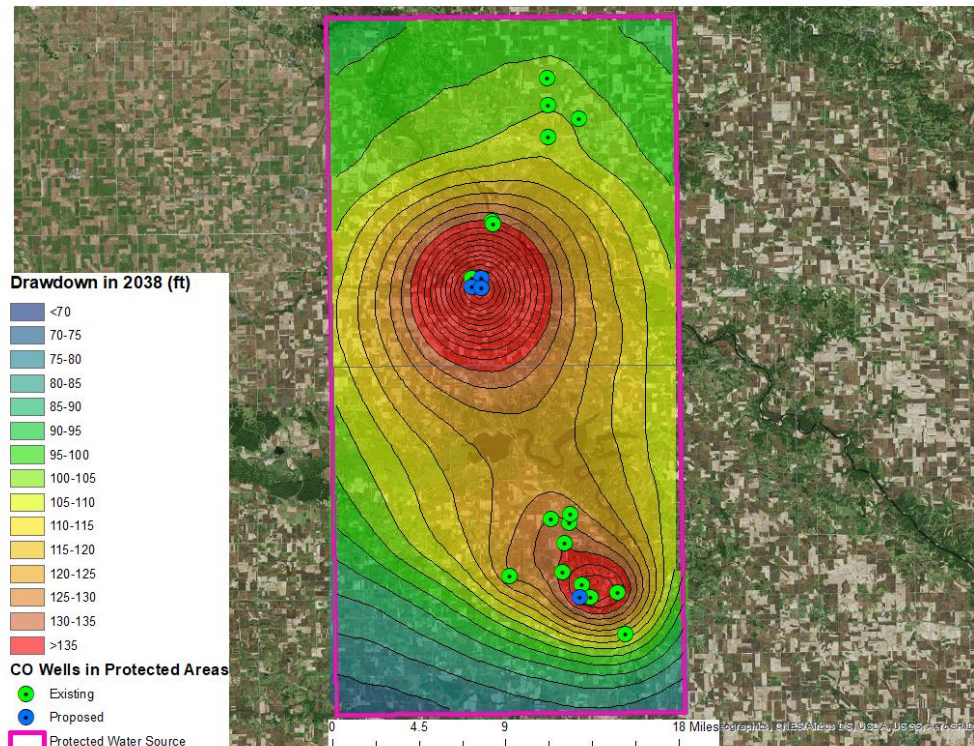 Drawdown in 2038 (ft)
<70
70-75
75-80
80-85
85-90
90-95
95-100
100-105
105-110
110-115
115-120
120-125
125-130
130-135
>135
CO Wells in Protected Areas
Existing
Proposed
Protected Water Source
0 4.5 9 18 Miles
USDA, USGS,